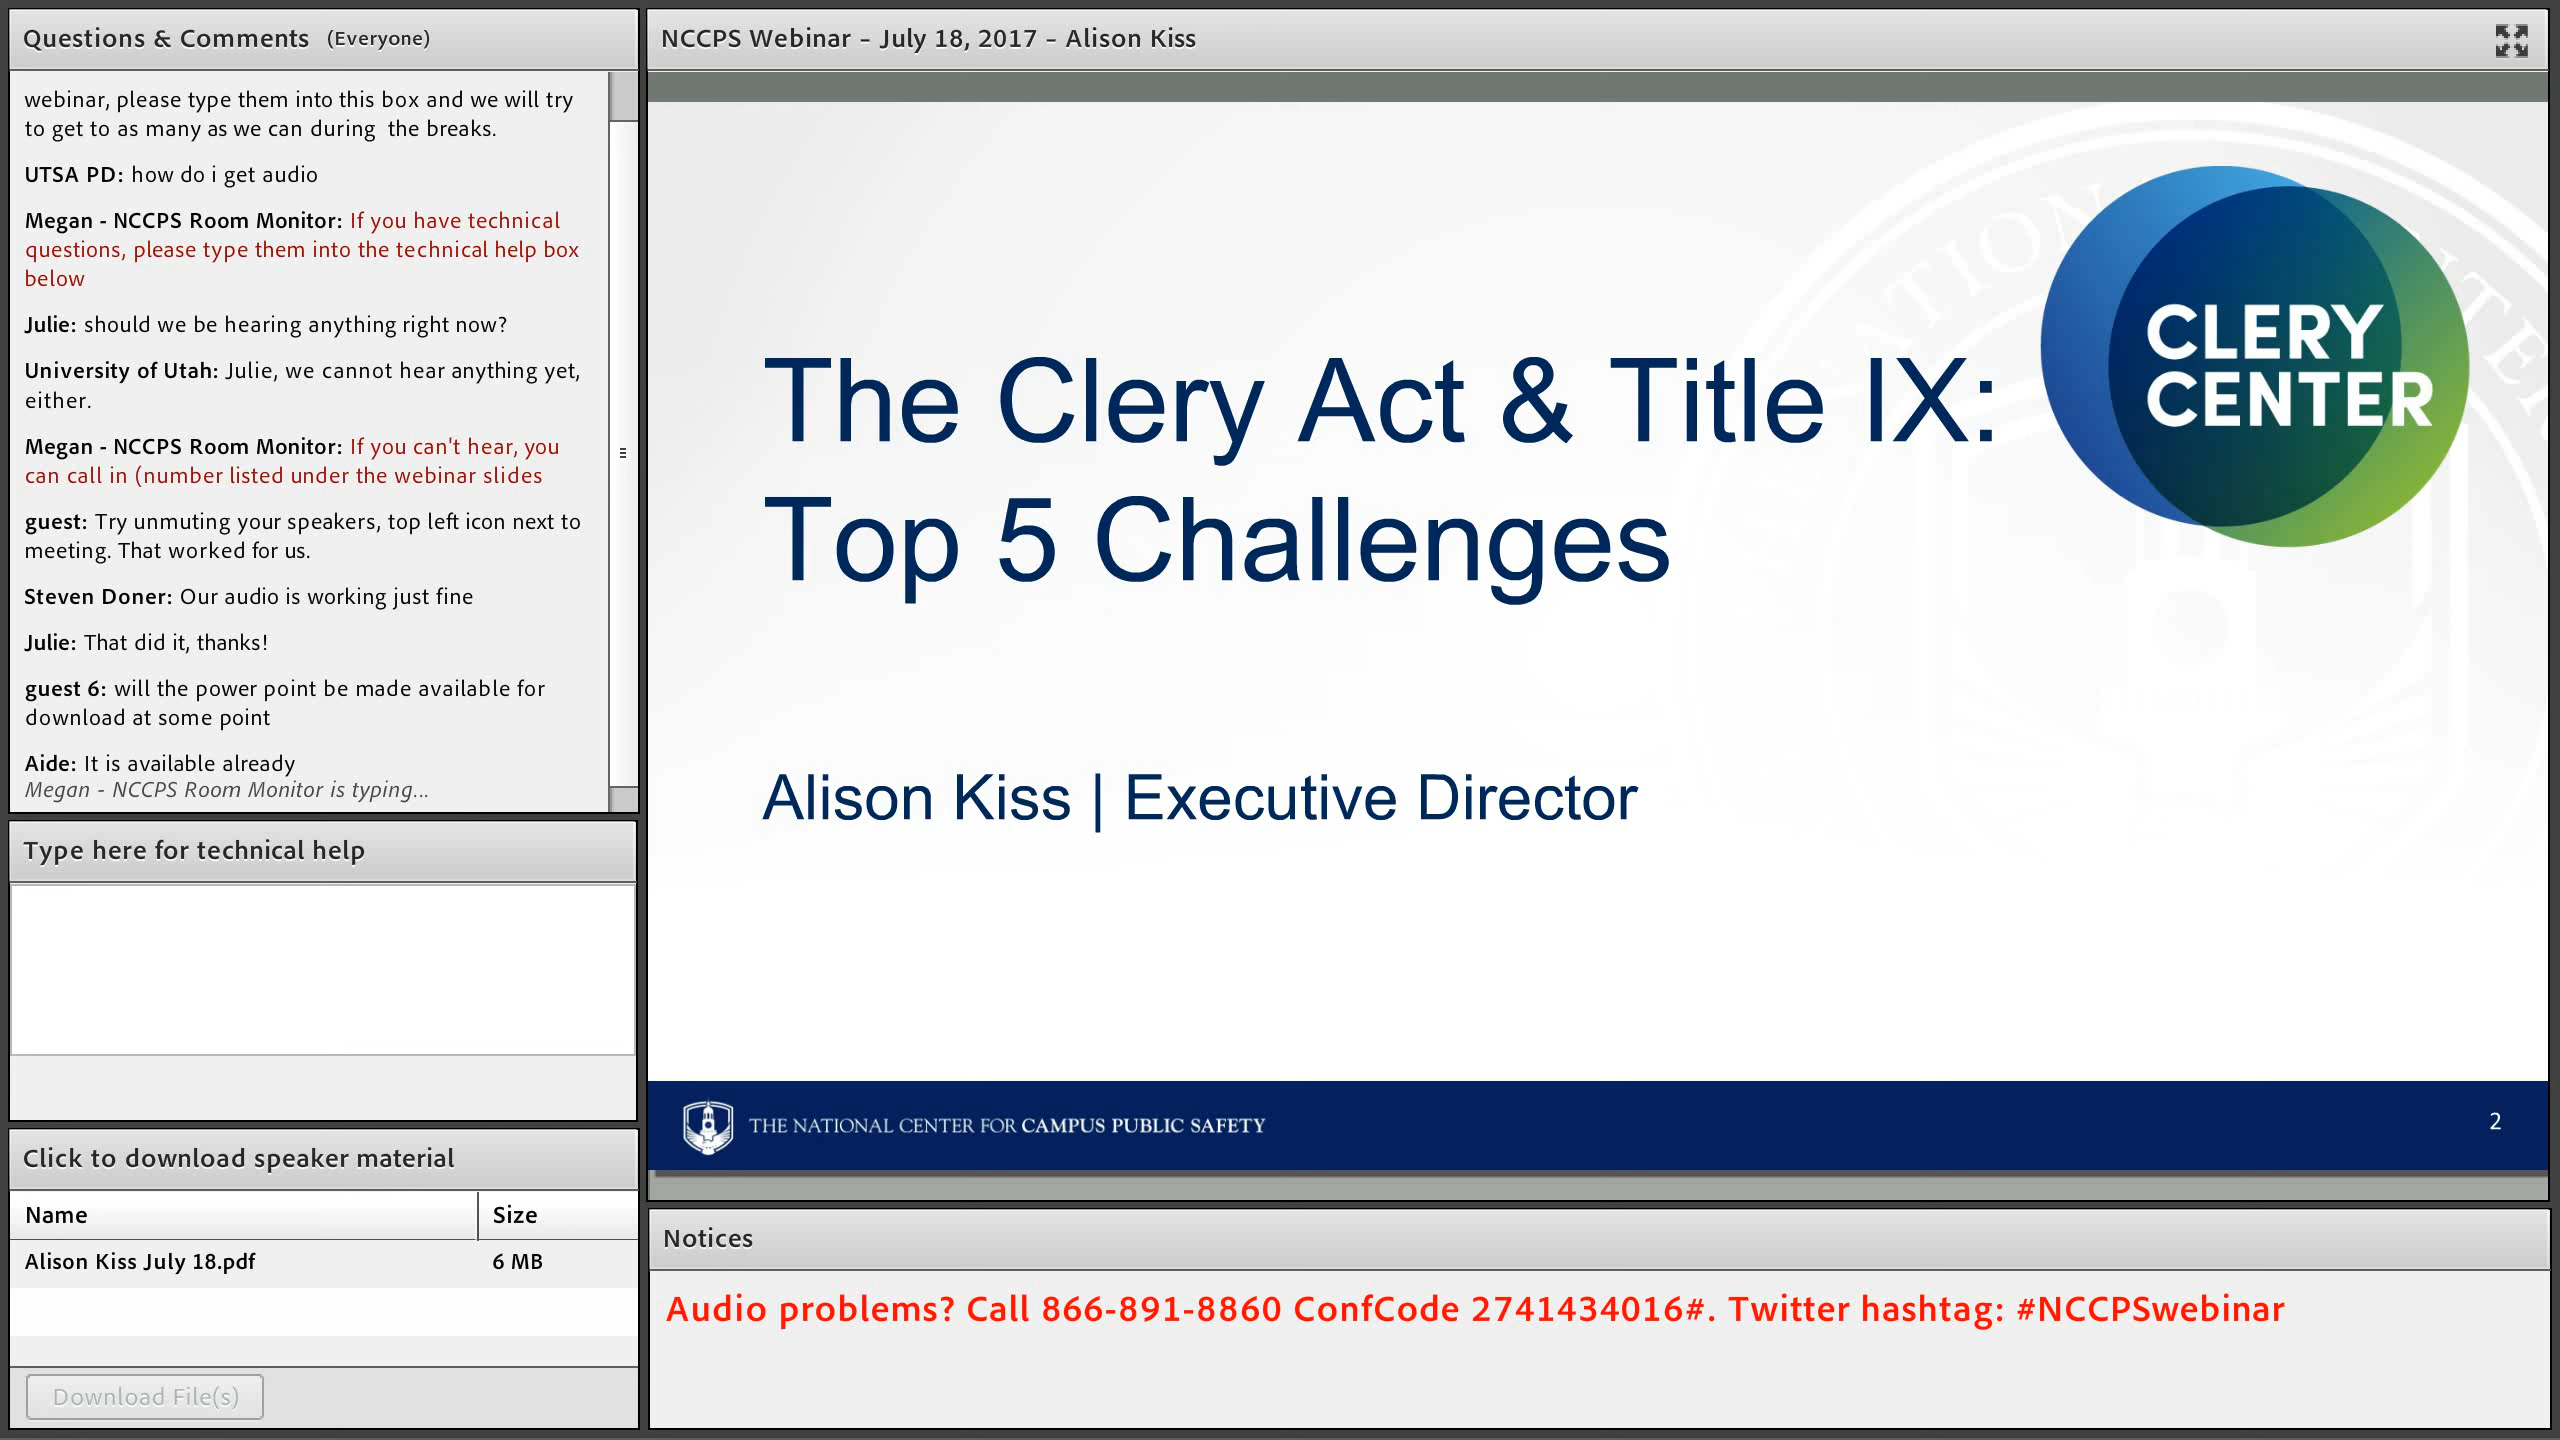 Questions & Comments (Everyone)
webinar, please type them into this box and we will try
to get to as many as we can during  the breaks.
UTSA PD: how do i get audio
Megan - NCCPS Room Monitor: If you have technical
questions, please type them into the technical help box
below
Julie: should we be hearing anything right now?
University of Utah: Julie, we cannot hear anything yet,
either.
Megan - NCCPS Room Monitor: If you can't hear, you
can call in (number listed under the webinar slides
guest: Try unmuting your speakers, top left icon next to
meeting. That worked for us.
Steven Doner: Our audio is working just fine
Julie: That did it, thanks!
guest 6: will the power point be made available for
download at some point
Aide: It is available already
Megan - NCCPS Room Monitor is typing...
Type here for technical help
Click to download speaker material
Name Size
Alison Kiss July 18.pdf 6 MB
Download File(s)
NCCPS Webinar - July 18, 2017 - Alison Kiss
CLERY
CENTER
The Clery Act & Title IX:
Top 5 Challenges
Alison Kiss | Executive Director
THE NATIONAL CENTER FOR CAMPUS PUBLIC SAFETY
2
Notices
Audio problems? Call 866-891-8860 ConfCode 2741434016#. Twitter hashtag: #NCCPSwebinar